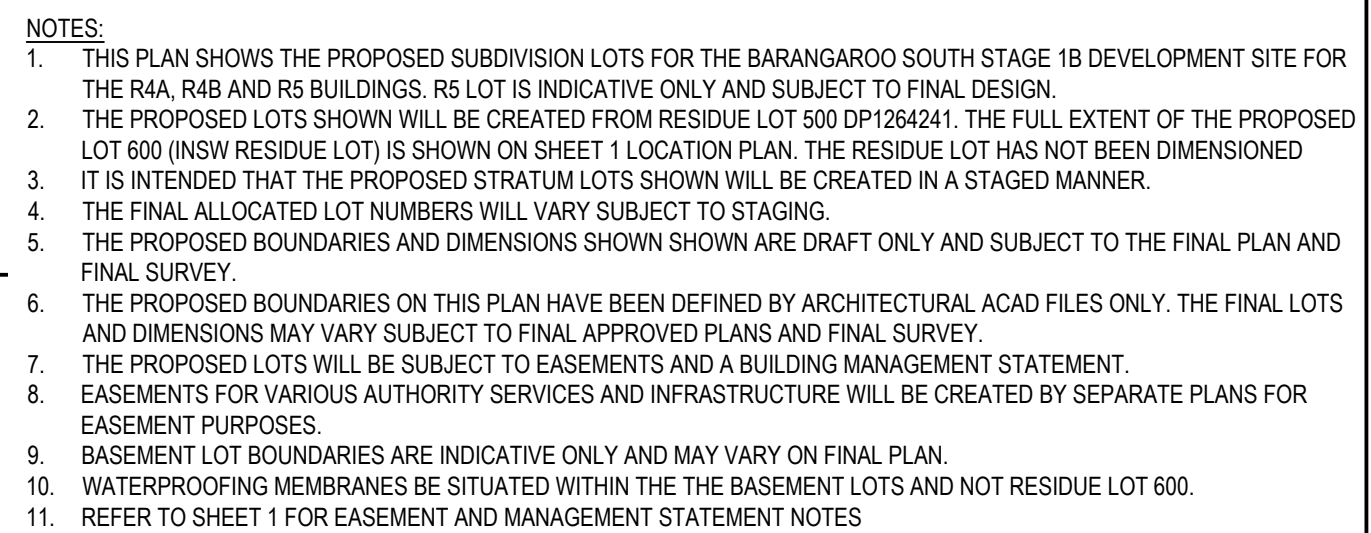 NOTES:
1. THIS PLAN SHOWS THE PROPOSED SUBDIVISION LOTS FOR THE BARANGAROO SOUTH STAGE 1B DEVELOPMENT SITE FOR
THE R4A, R4B AND R5 BUILDINGS. R5 LOT IS INDICATIVE ONLY AND SUBJECT TO FINAL DESIGN.
2. THE PROPOSED LOTS SHOWN WILL BE CREATED FROM RESIDUE LOT 500 DP1264241. THE FULL EXTENT OF THE PROPOSED
LOT 600 (INSW RESIDUE LOT) IS SHOWN ON SHEET 1 LOCATION PLAN. THE RESIDUE LOT HAS NOT BEEN DIMENSIONED
3. IT IS INTENDED THAT THE PROPOSED STRATUM LOTS SHOWN WILL BE CREATED IN A STAGED MANNER.
4. THE FINAL ALLOCATED LOT NUMBERS WILL VARY SUBJECT TO STAGING.
5. THE PROPOSED BOUNDARIES AND DIMENSIONS SHOWN SHOWN ARE DRAFT ONLY AND SUBJECT TO THE FINAL PLAN AND
FINAL SURVEY.
6. THE PROPOSED BOUNDARIES ON THIS PLAN HAVE BEEN DEFINED BY ARCHITECTURAL ACAD FILES ONLY. THE FINAL LOTS
AND DIMENSIONS MAY VARY SUBJECT TO FINAL APPROVED PLANS AND FINAL SURVEY.
7. THE PROPOSED LOTS WILL BE SUBJECT TO EASEMENTS AND A BUILDING MANAGEMENT STATEMENT.
8. EASEMENTS FOR VARIOUS AUTHORITY SERVICES AND INFRASTRUCTURE WILL BE CREATED BY SEPARATE PLANS FOR
EASEMENT PURPOSES.
9. BASEMENT LOT BOUNDARIES ARE INDICATIVE ONLY AND MAY VARY ON FINAL PLAN.
10. WATERPROOFING MEMBRANES BE SITUATED WITHIN THE THE BASEMENT LOTS AND NOT RESIDUE LOT 600.
11. REFER TO SHEET 1 FOR EASEMENT AND MANAGEMENT STATEMENT NOTES